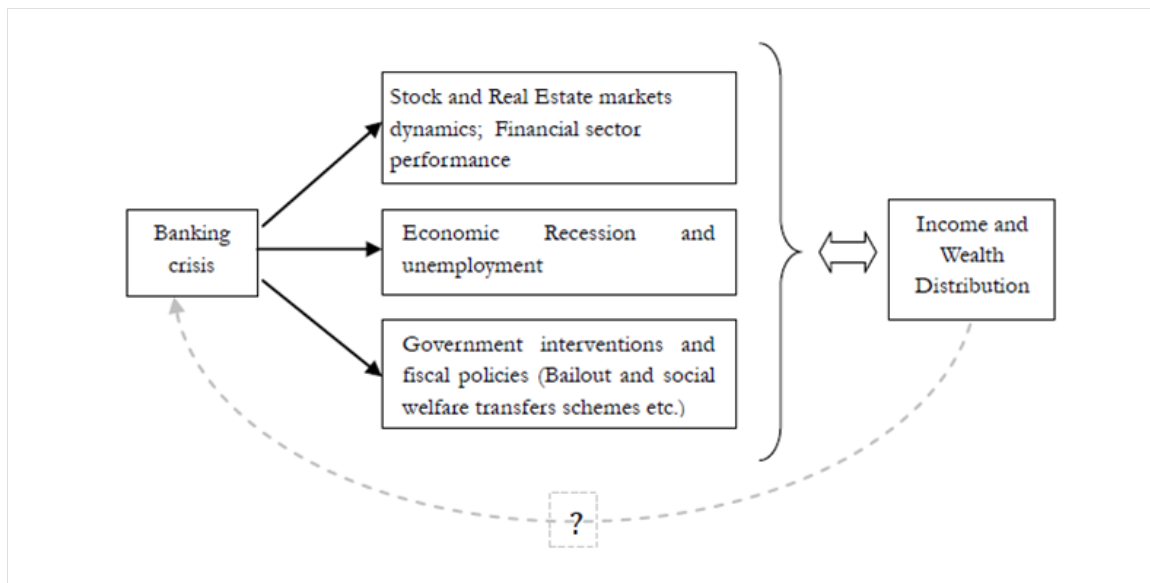 Stock and Real Estate markets
dynamics; Financial sector
performance
Banking
crisis
Economic Recession and
unemployment
Income and
Wealth
Distribution
Government interventions and
fiscal policies (Bailout and social
welfare transfers schemes etc.)
?